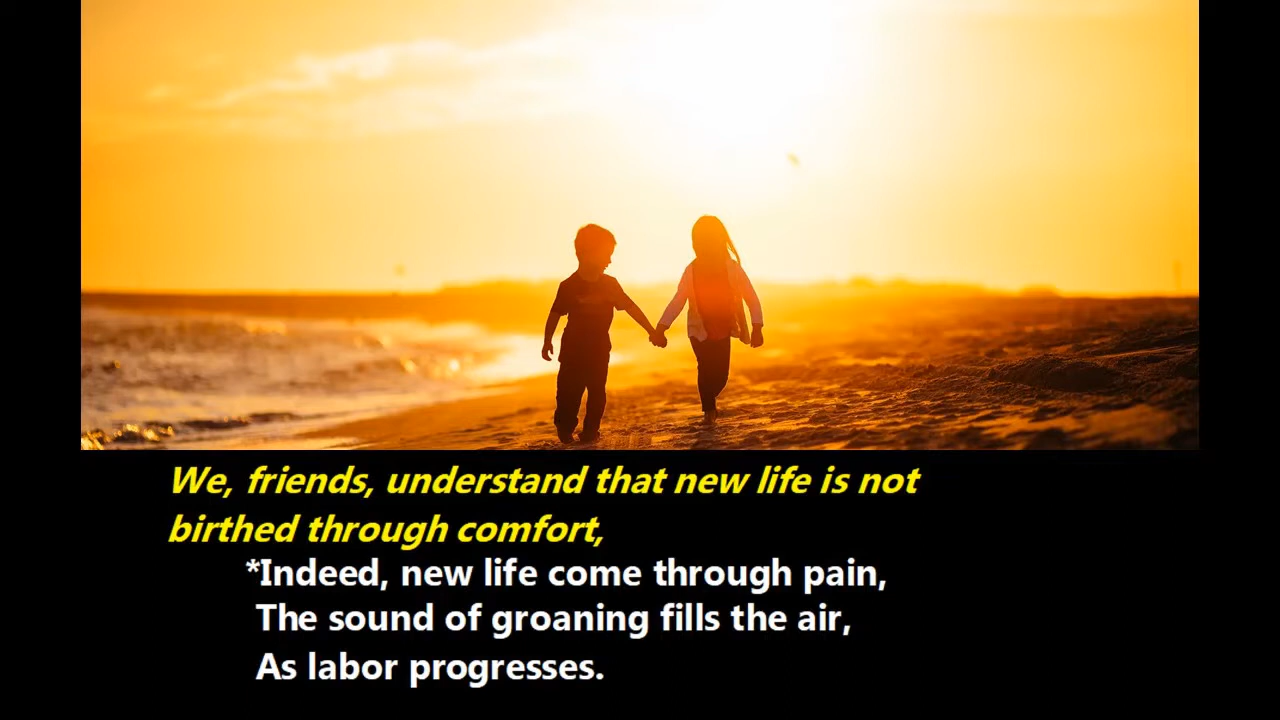 We, friends, understand that new life is not
birthed through comfort,
*Indeed, new life come through pain,
The sound of groaning fills the air,
As labor progresses.